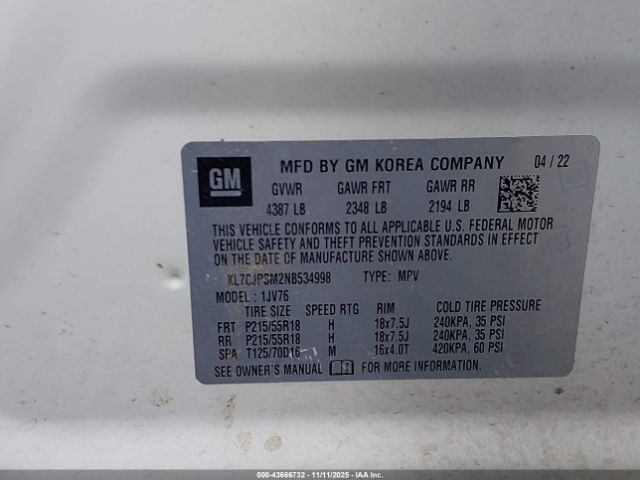 GM MFD BY GM KOREA COMPANY 04 / 22
GVWR GAWR FRT GAWR RR
4387 LB 2348 LB 2194 LB
THIS VEHICLE CONFORMS TO ALL APPLICABLE U.S. FEDERAL MOTOR
VEHICLE SAFETY AND THEFT PREVENTION STANDARDS IN EFFECT
ON THE DATE OF MANUFACTURE SHOWN ABOVE.
KL7CJPSM2NB534998 TYPE: MPV
MODEL: 1JV76
TIRE SIZE SPEED RTG RIM COLD TIRE PRESSURE
FRT P215/55R18 H 18x7.5J 240KPA, 35 PSI
RR P215/55R18 H 18x7.5J 240KPA, 35 PSI
SPA T125/70D16 M 16x4.0T 420KPA, 60 PSI
SEE OWNER'S MANUAL FOR ADDITIONAL INFORMATION.
000-43666732 - 11/11/2025 - IAAI.COM